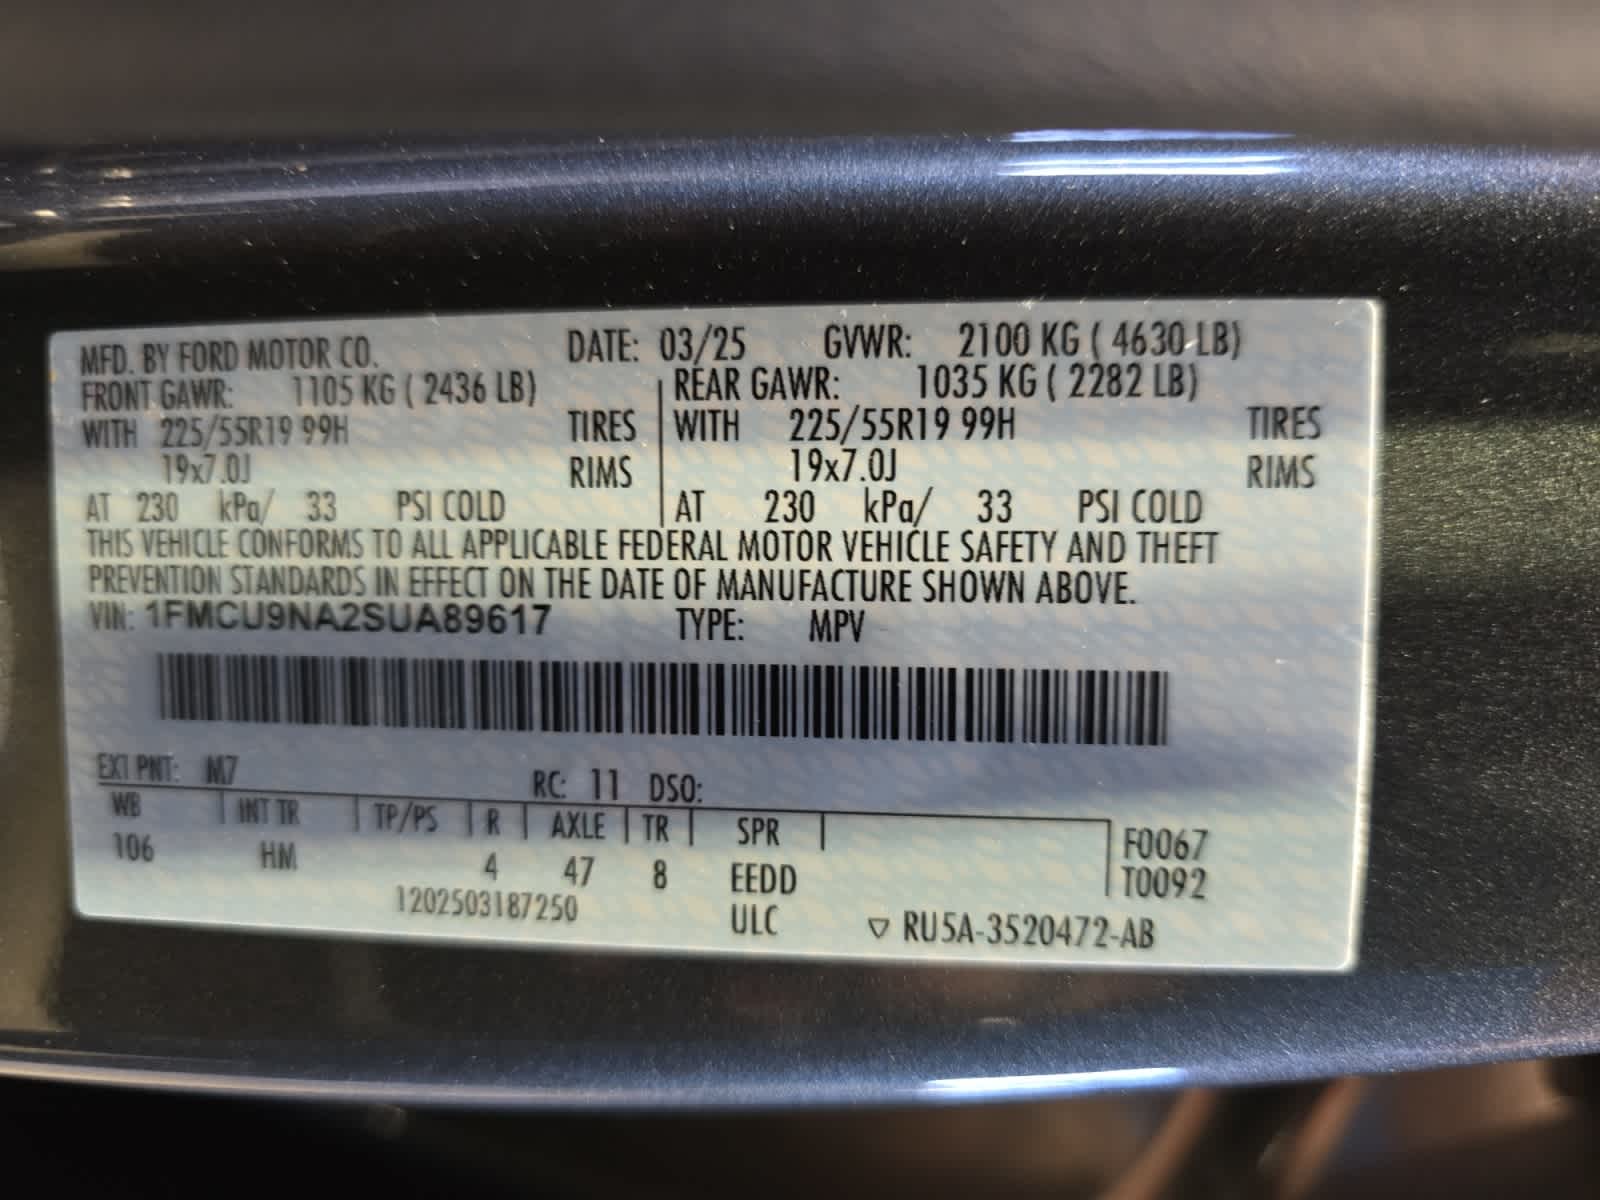 MFD. BY FORD MOTOR CO. DATE: 03/25 GVWR: 2100 KG ( 4630 LB)
FRONT GAWR: 1105 KG ( 2436 LB) REAR GAWR: 1035 KG ( 2282 LB)
WITH 225/55R19 99H TIRES WITH 225/55R19 99H TIRES
19x7.0J RIMS 19x7.0J RIMS
AT 230 kPa/ 33 PSI COLD AT 230 kPa/ 33 PSI COLD
THIS VEHICLE CONFORMS TO ALL APPLICABLE FEDERAL MOTOR VEHICLE SAFETY AND THEFT
PREVENTION STANDARDS IN EFFECT ON THE DATE OF MANUFACTURE SHOWN ABOVE.
VIN: 1FMCU9NA2SUA89617 TYPE: MPV
EXT PNT: M7 RC: 11 DSO:
WB INT TR TP/PS R AXLE TR SPR F0067
106 HM 4 47 8 EEDD T0092
1202503187250 ULC ▽ RU5A-3520472-AB